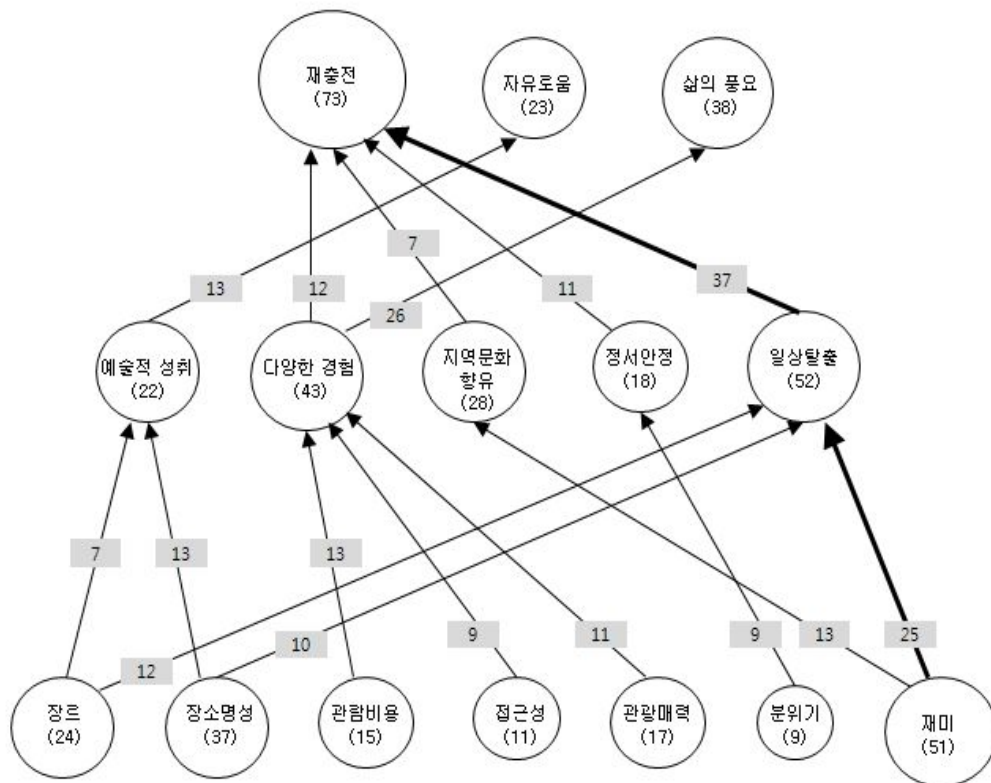 재충전
(73)
자유로움
(23)
삶의 풍요
(38)
7
13
12
11
37
26
예술적 성취
(22)
다양한 경험
(43)
지역문화
향유
(28)
정서안정
(18)
일상탈출
(52)
7
13
13
9
11
9
13
25
10
12
장르
(24)
장소명성
(37)
관람비용
(15)
접근성
(11)
관광매력
(17)
분위기
(9)
재미
(51)